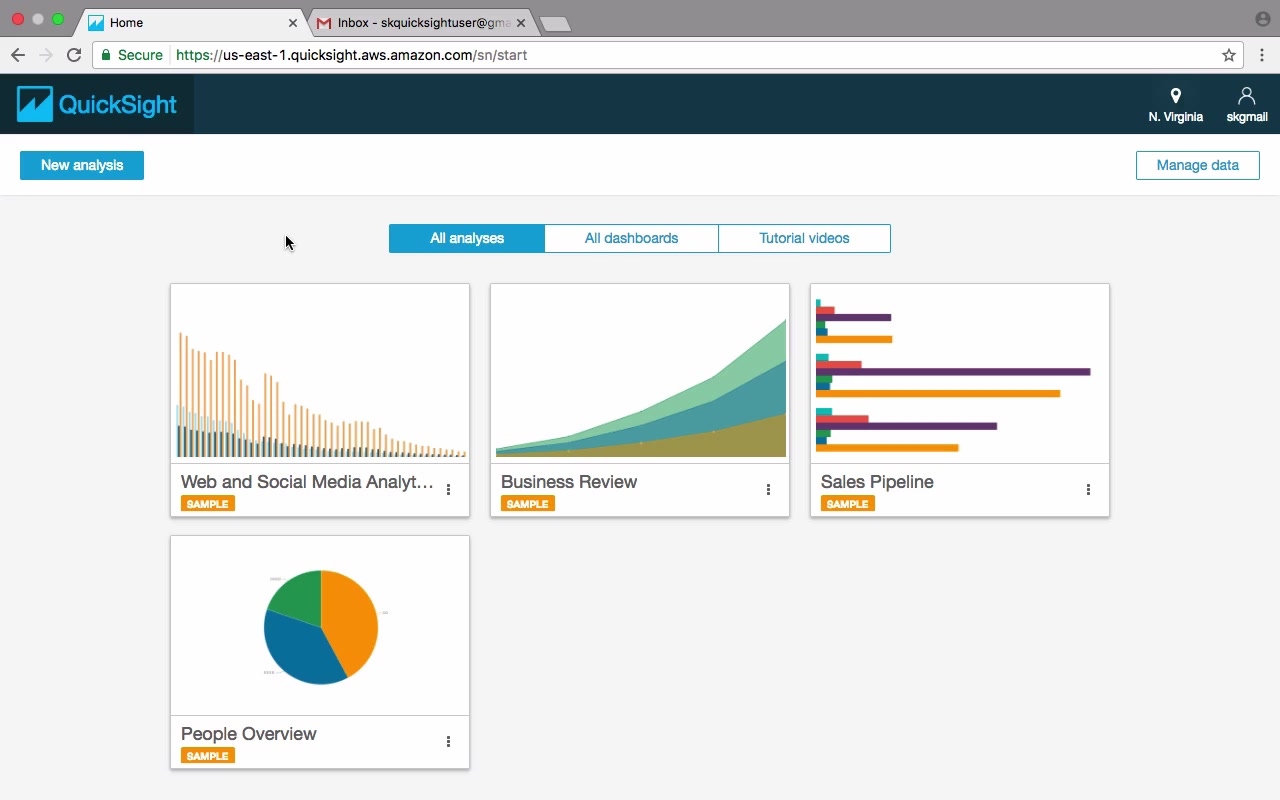 Home
Inbox - skquicksightuser@gma
Secure
https://us-east-1.quicksight.aws.amazon.com/sn/start
QuickSight
N. Virginia
skgmail
New analysis
Manage data
All analyses
All dashboards
Tutorial videos
Web and Social Media Analyt...
SAMPLE
Business Review
SAMPLE
Sales Pipeline
SAMPLE
People Overview
SAMPLE